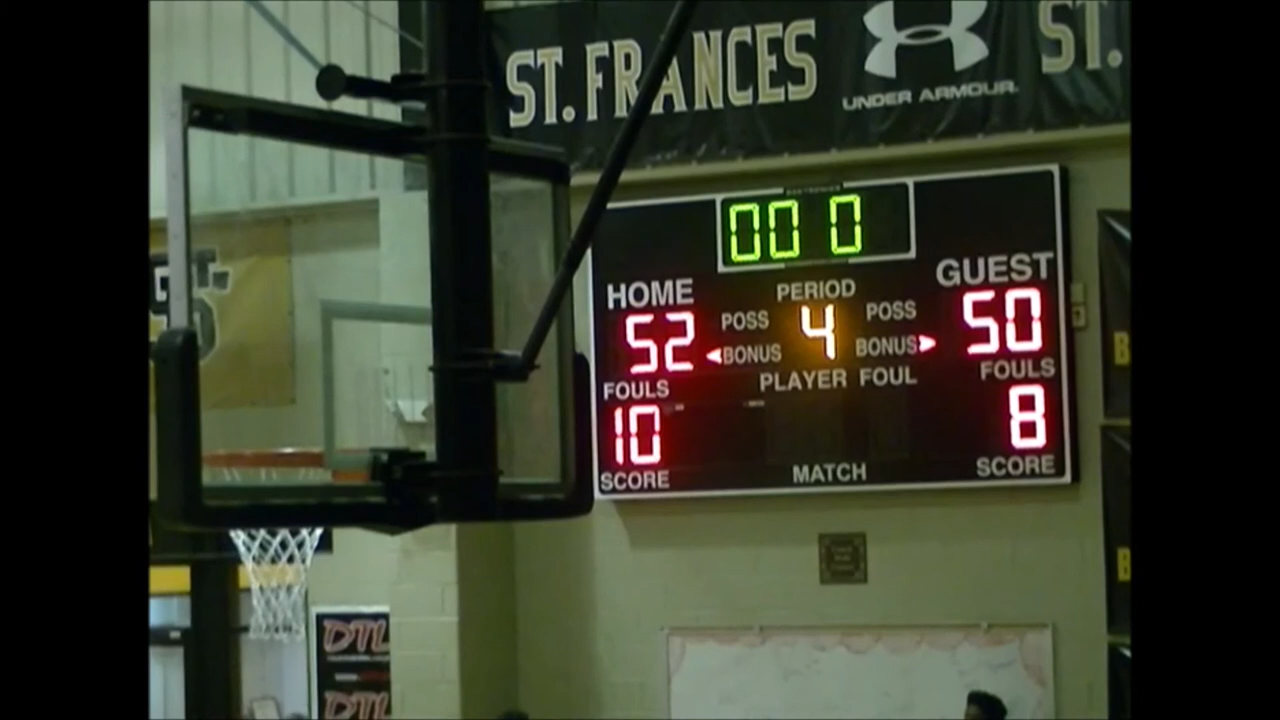 ST. FRANCES
UNDER ARMOUR.
ST.
ST.
00 0
HOME
PERIOD
GUEST
52
POSS
4
POSS
50
BONUS
BONUS
FOULS
PLAYER FOUL
FOULS
10
8
SCORE
MATCH
SCORE
B
B
DTL
DTL